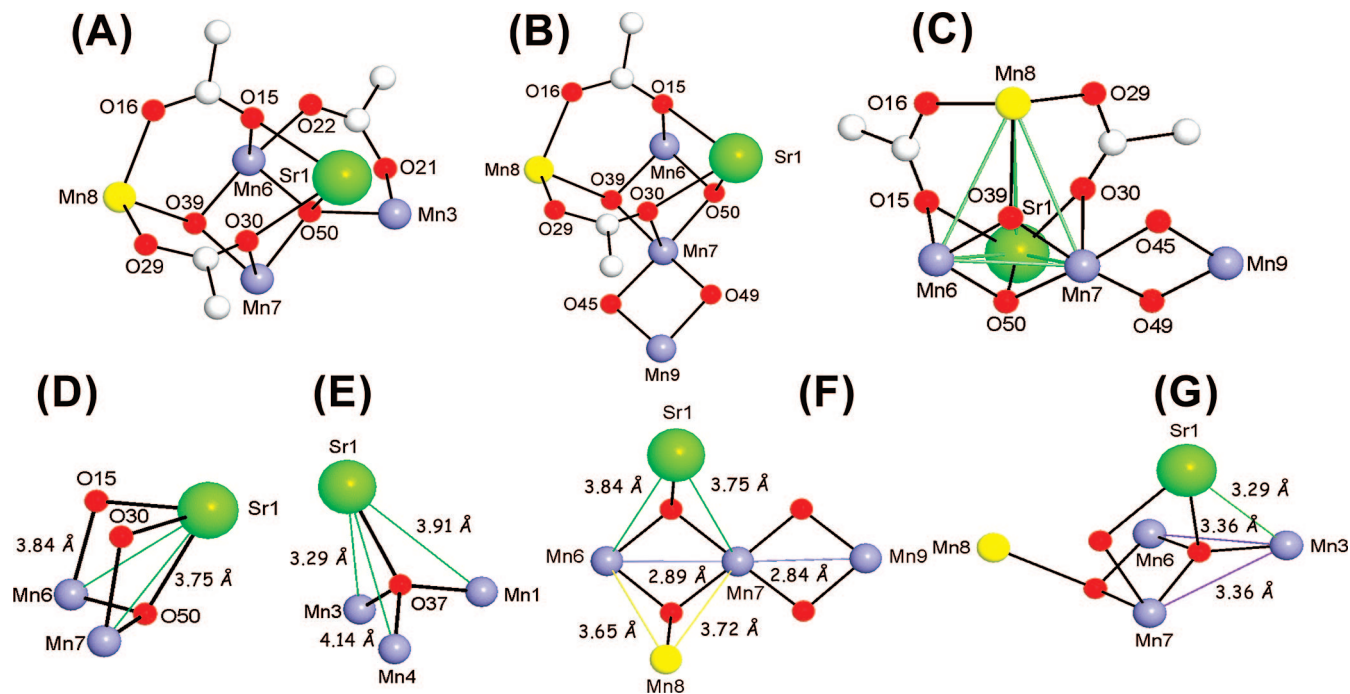 (A)
O16
O15
O22
Mn8
Mn6
Sr1
O21
O39
O30
O50
Mn3
O29
Mn7
(B)
O16
O15
Mn8
Mn6
Sr1
O39
O30
O50
O29
Mn7
O45
O49
Mn9
(C)
Mn8
O16
O29
O15
O39
Sr1
O30
O45
Mn6
Mn7
Mn9
O50
O49
(D)
O15
O30
Sr1
3.84 Å
3.75 Å
Mn6
O50
Mn7
(E)
Sr1
3.91 Å
3.29 Å
Mn3
O37
Mn1
4.14 Å
Mn4
(F)
Sr1
3.84 Å
3.75 Å
Mn6
Mn9
2.89 Å
2.84 Å
Mn7
3.65 Å
3.72 Å
Mn8
(G)
Sr1
3.29 Å
3.36 Å
Mn8
Mn6
Mn3
3.36 Å
Mn7